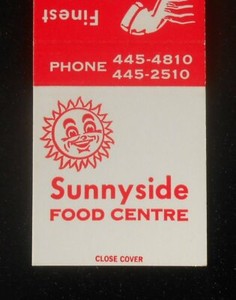 Finest
PHONE 445-4810
445-2510
Sunnyside
FOOD CENTRE
CLOSE COVER